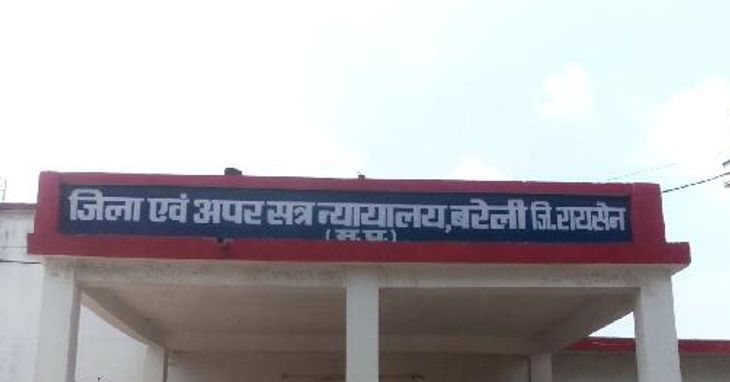 जिला एवं अपर सत्र न्यायालय,बरेली जि.रायसेन
(म.प्र.)